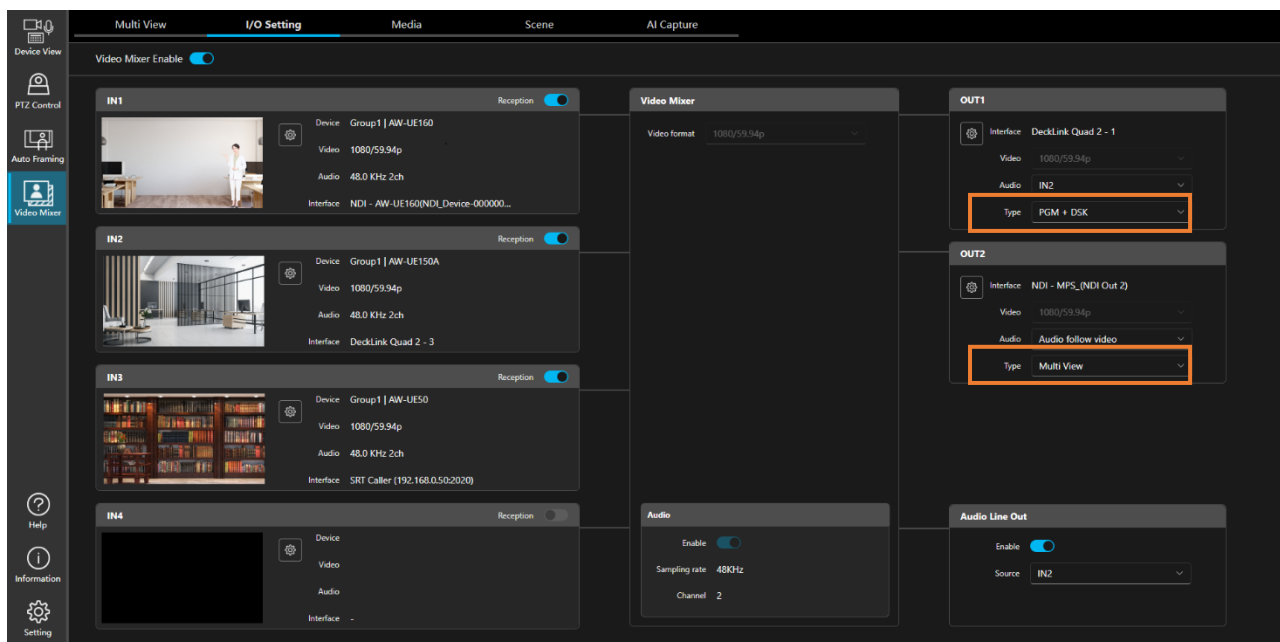 Multi View
I/O Setting
Media
Scene
AI Capture
Device View
PTZ Control
Auto Framing
Video Mixer
Help
Information
Setting
Video Mixer Enable
IN1
Reception
Device Group1 | AW-UE160
Video 1080/59.94p
Audio 48.0 KHz 2ch
Interface NDI - AW-UE160(NDI_Device-000000...
IN2
Reception
Device Group1 | AW-UE150A
Video 1080/59.94p
Audio 48.0 KHz 2ch
Interface DeckLink Quad 2 - 3
IN3
Reception
Device Group1 | AW-UE50
Video 1080/59.94p
Audio 48.0 KHz 2ch
Interface SRT Caller (192.168.0.50:2020)
IN4
Reception
Device
Video
Audio
Interface -
Video Mixer
Video format 1080/59.94p
Audio
Enable
Sampling rate 48KHz
Channel 2
OUT1
Interface DeckLink Quad 2 - 1
Video 1080/59.94p
Audio IN2
Type PGM + DSK
OUT2
Interface NDI - MPS_(NDI Out 2)
Video 1080/59.94p
Audio Audio follow video
Type Multi View
Audio Line Out
Enable
Source IN2